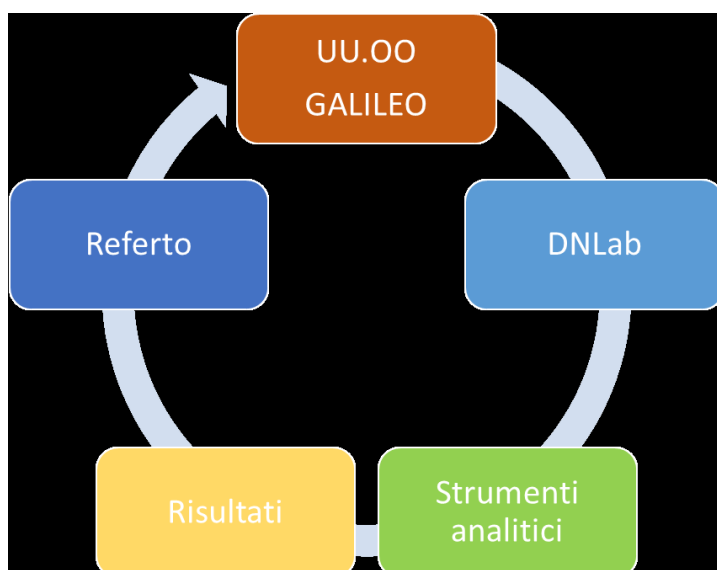 UU.OO
GALILEO
Referto
DNLab
Risultati
Strumenti
analitici